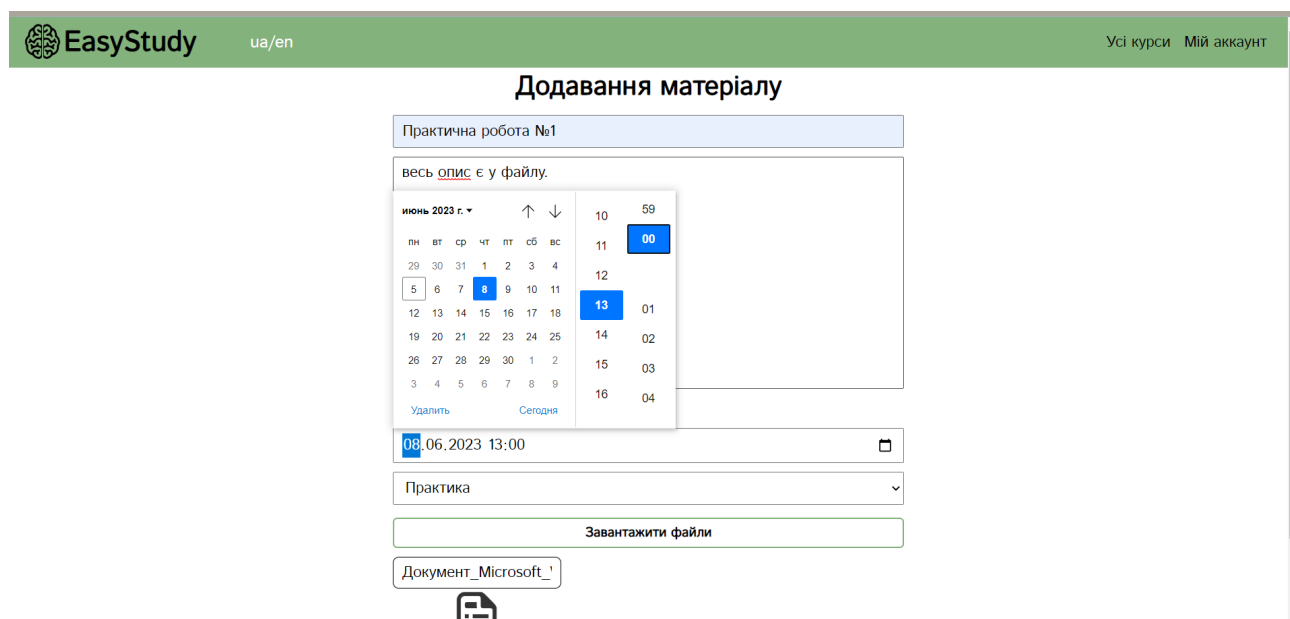 EasyStudy ua/en Усі курси Мій аккаунт
Додавання матеріалу
Практична робота №1
весь опис є у файлу.
июнь 2023 г.
пн вт ср чт пт сб вс
29 30 31 1 2 3 4
5 6 7 8 9 10 11
12 13 14 15 16 17 18
19 20 21 22 23 24 25
26 27 28 29 30 1 2
3 4 5 6 7 8 9
Удалить Сегодня
10
11
12
13
14
15
16
59
00
01
02
03
04
08.06.2023 13:00
Практика
Завантажити файли
Документ_Microsoft_